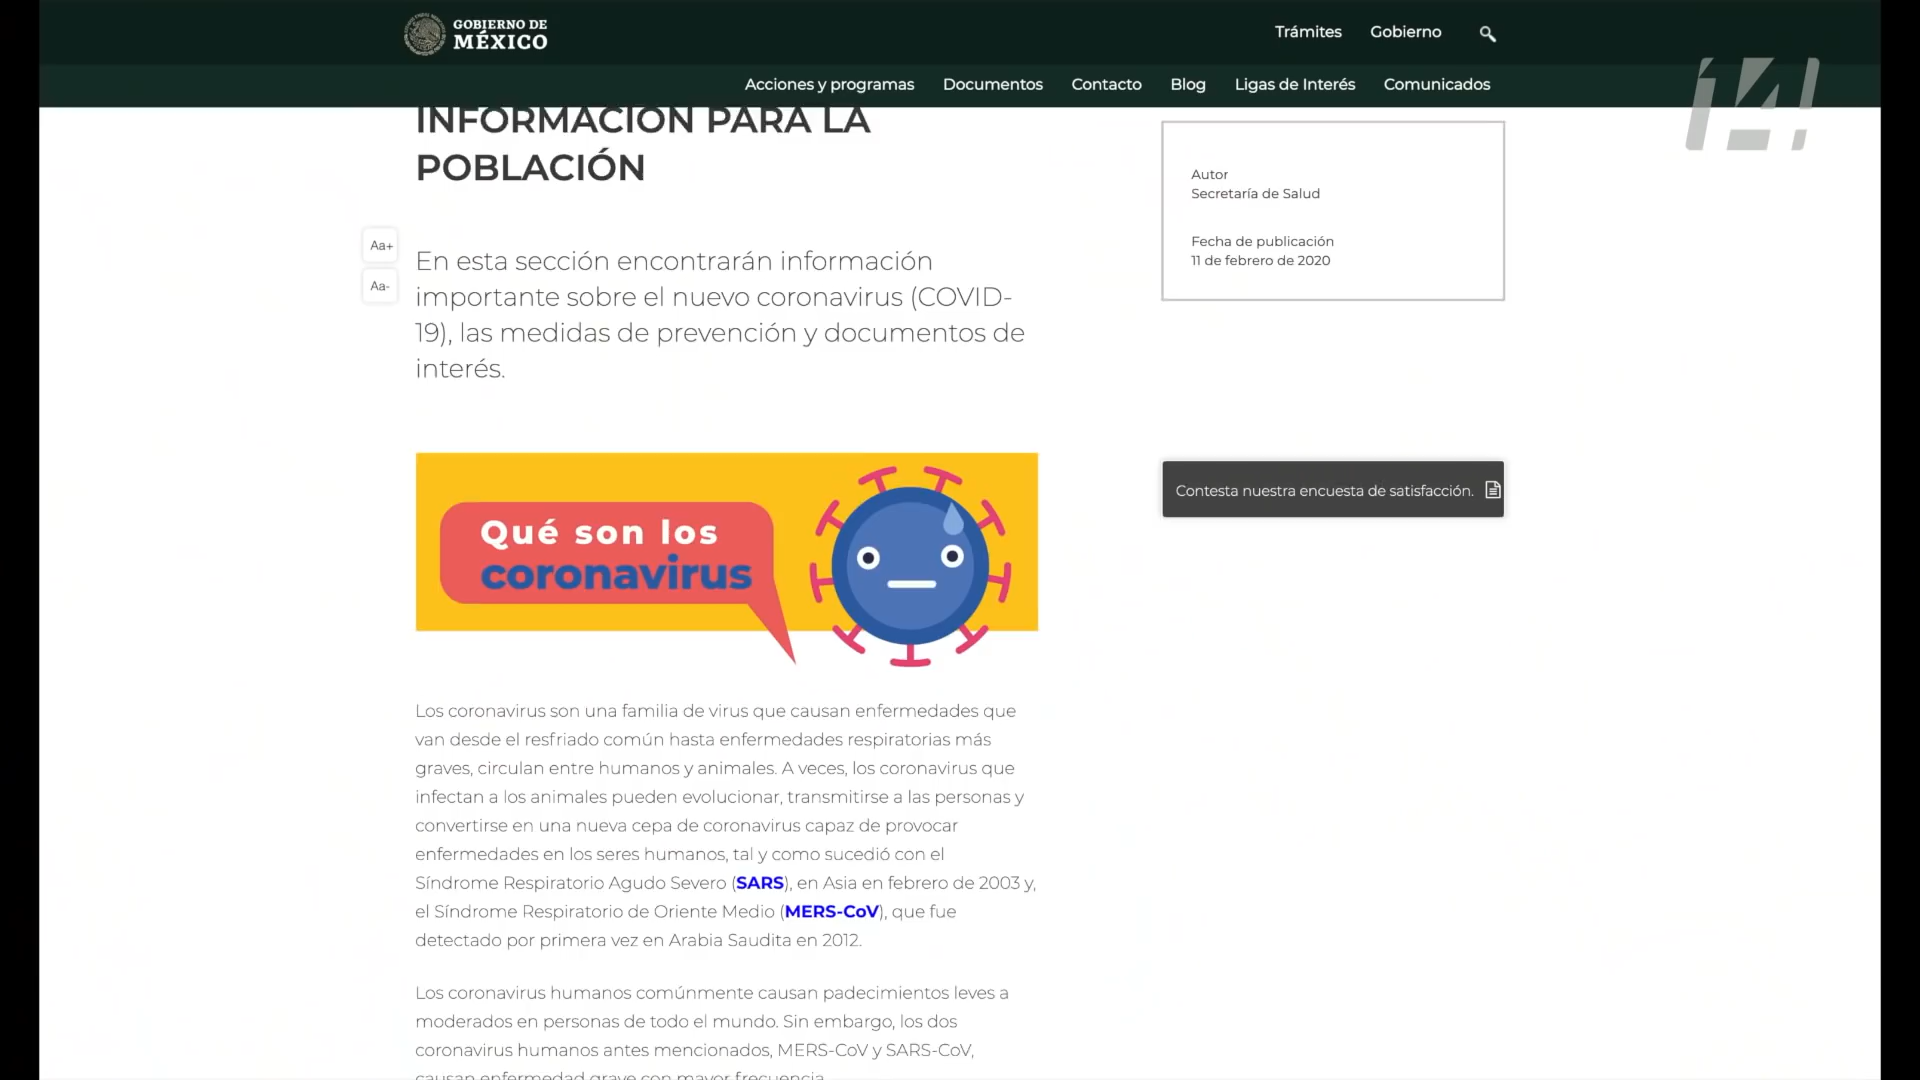 GOBIERNO DE
MÉXICO
Trámites
Gobierno
Acciones y programas
Documentos
Contacto
Blog
Ligas de Interés
Comunicados
14!
INFORMACIÓN PARA LA
POBLACIÓN
Aa+
Aa-
En esta sección encontrarán información
importante sobre el nuevo coronavirus (COVID-
19), las medidas de prevención y documentos de
interés.
Autor
Secretaría de Salud
Fecha de publicación
11 de febrero de 2020
Contesta nuestra encuesta de satisfacción.
Qué son los
coronavirus
Los coronavirus son una familia de virus que causan enfermedades que
van desde el resfriado común hasta enfermedades respiratorias más
graves, circulan entre humanos y animales. A veces, los coronavirus que
infectan a los animales pueden evolucionar, transmitirse a las personas y
convertirse en una nueva cepa de coronavirus capaz de provocar
enfermedades en los seres humanos, tal y como sucedió con el
Síndrome Respiratorio Agudo Severo (SARS), en Asia en febrero de 2003 y,
el Síndrome Respiratorio de Oriente Medio (MERS-CoV), que fue
detectado por primera vez en Arabia Saudita en 2012.
Los coronavirus humanos comúnmente causan padecimientos leves a
moderados en personas de todo el mundo. Sin embargo, los dos
coronavirus humanos antes mencionados, MERS-CoV y SARS-CoV,
causan enfermedad grave con mayor frecuencia.